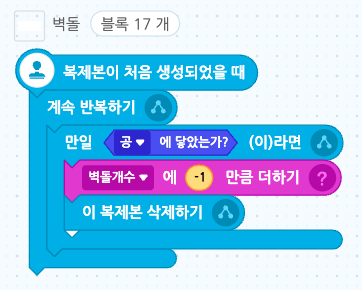 벽돌 블록 17 개
복제본이 처음 생성되었을 때
계속 반복하기
만일 공 에 닿았는가? (이)라면
벽돌개수 에 -1 만큼 더하기 ?
이 복제본 삭제하기